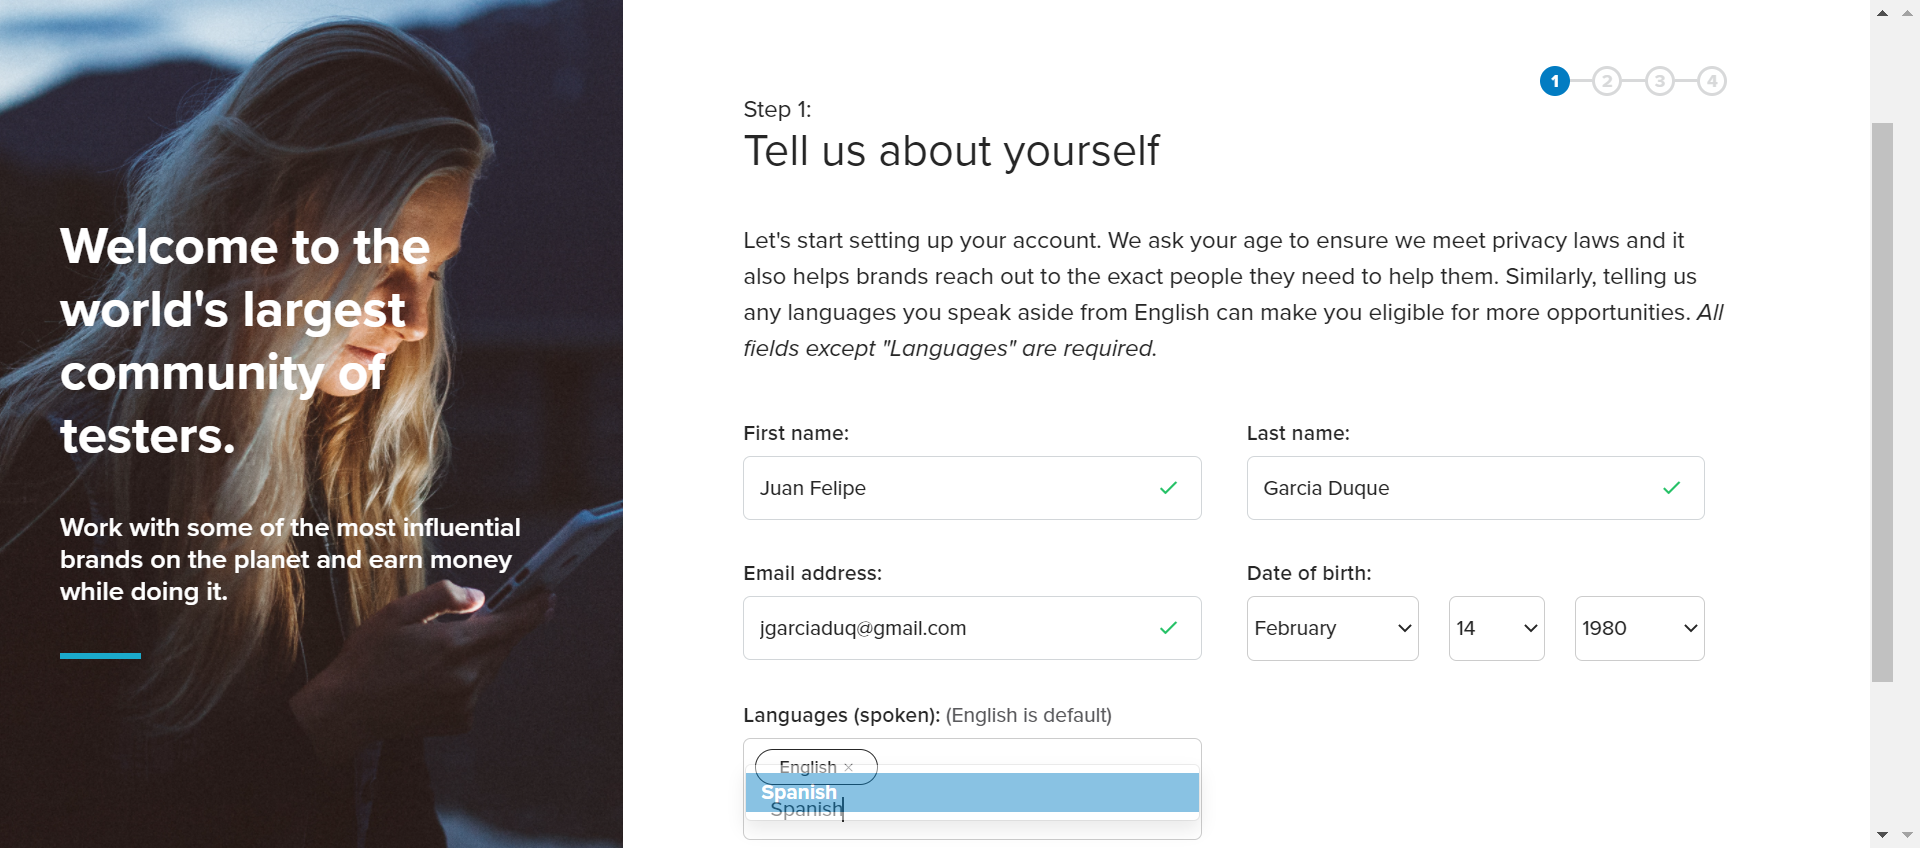 Welcome to the
world's largest
community of
testers.
Work with some of the most influential
brands on the planet and earn money
while doing it.
1 2 3 4
Step 1:
Tell us about yourself
Let's start setting up your account. We ask your age to ensure we meet privacy laws and it
also helps brands reach out to the exact people they need to help them. Similarly, telling us
any languages you speak aside from English can make you eligible for more opportunities. All
fields except "Languages" are required.
First name:
Last name:
Juan Felipe
Garcia Duque
Email address:
Date of birth:
jgarciaduq@gmail.com
February
14
1980
Languages (spoken): (English is default)
English ×
Spanish
Spanish